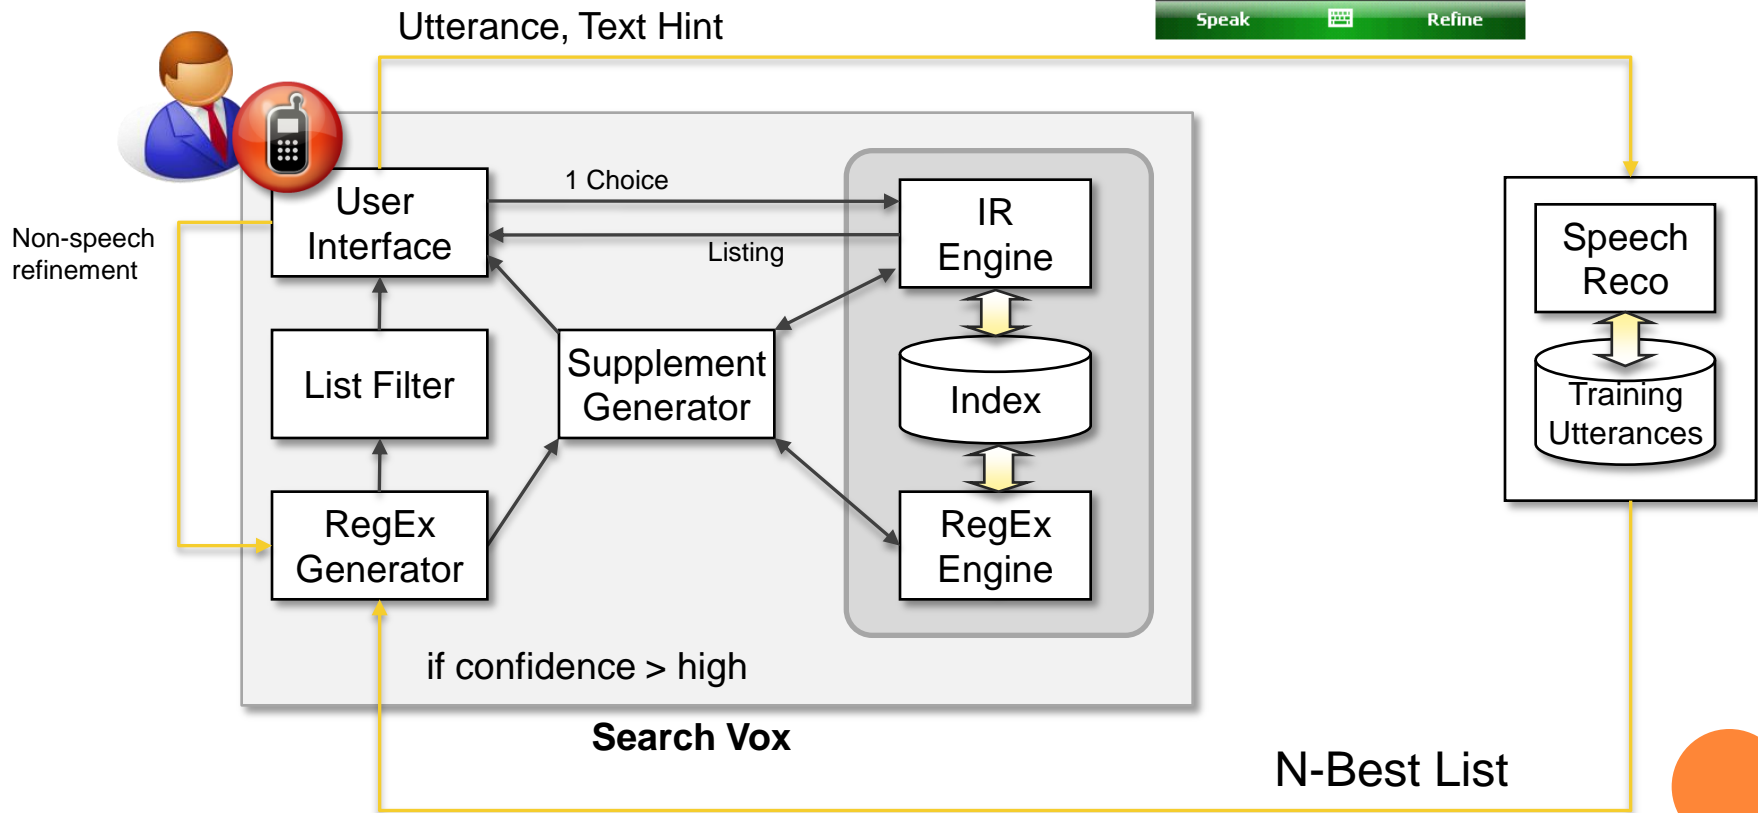 Utterance, Text Hint
Speak
Refine
1 Choice
User
Interface
IR
Engine
Listing
Non-speech
refinement
Speech
Reco
List Filter
Supplement
Generator
Index
Training
Utterances
RegEx
Generator
RegEx
Engine
if confidence > high
Search Vox
N-Best List